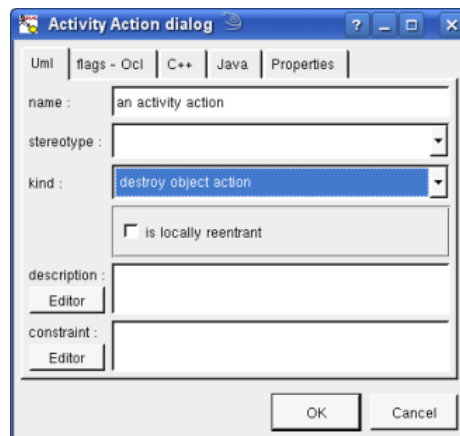 Activity Action dialog
Uml flags - Ocl C++ Java Properties
name : an activity action
stereotype :
kind : destroy object action
is locally reentrant
description :
Editor
constraint :
Editor
OK Cancel